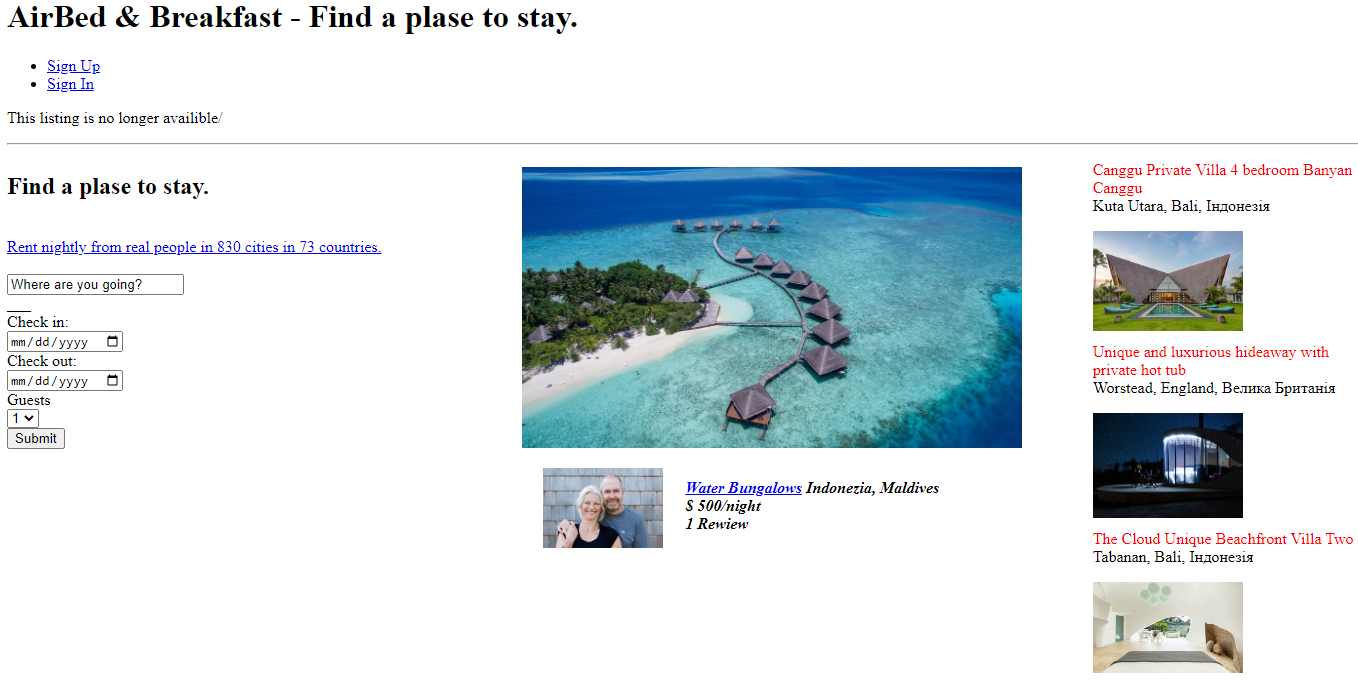 AirBed & Breakfast - Find a plase to stay.
Sign Up
Sign In
This listing is no longer availible/
Find a plase to stay.
Rent nightly from real people in 830 cities in 73 countries.
Where are you going?
Check in:
mm/dd/yyyy
Check out:
mm/dd/yyyy
Guests
1
Submit
Water Bungalows Indonezia, Maldives
$ 500/night
1 Rewiew
Canggu Private Villa 4 bedroom Banyan
Canggu
Kuta Utara, Bali, Індонезія
Unique and luxurious hideaway with
private hot tub
Worstead, England, Велика Британія
The Cloud Unique Beachfront Villa Two
Tabanan, Bali, Індонезія